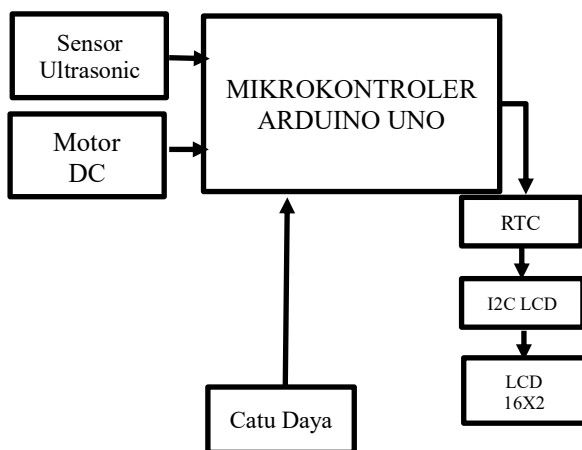 Sensor
Ultrasonic
MIKROKONTROLER
ARDUINO UNO
Motor
DC
RTC
I2C LCD
LCD
16X2
Catu Daya